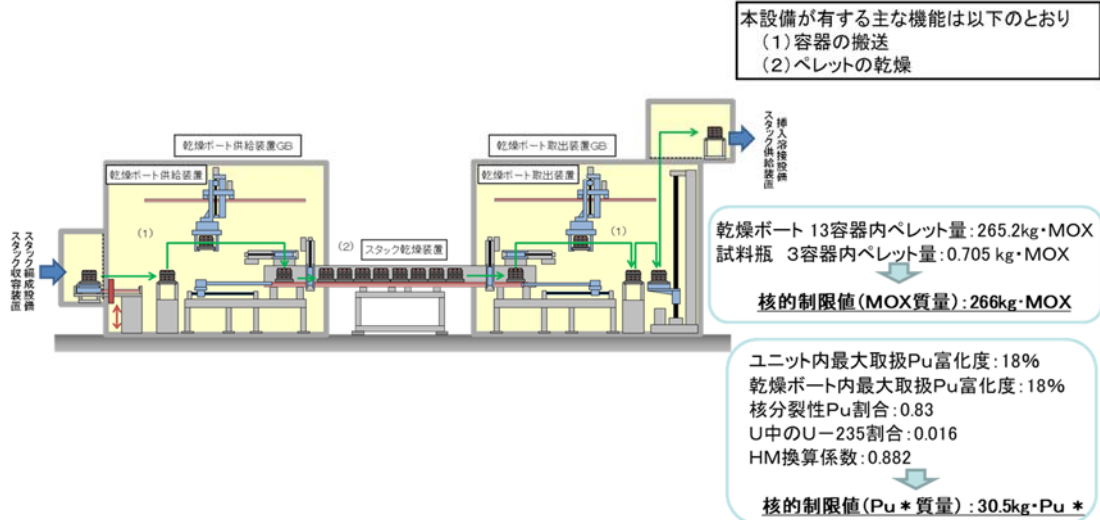 本設備が有する主な機能は以下のとおり
(1)容器の搬送
(2)ペレットの乾燥
挿入溶接設備
スタック供給装置
乾燥ボート供給装置GB
乾燥ボート取出装置GB
乾燥ボート供給装置
乾燥ボート取出装置
(1)
(2)
スタック乾燥装置
(1)
スタック編成設備
スタック収容装置
乾燥ボート 13容器内ペレット量:265.2kg・MOX
試料瓶 3容器内ペレット量:0.705 kg・MOX
核的制限値(MOX質量):266kg・MOX
ユニット内最大取扱Pu富化度:18%
乾燥ボート内最大取扱Pu富化度:18%
核分裂性Pu割合:0.83
U中のU-235割合:0.016
HM換算係数:0.882
核的制限値(Pu*質量):30.5kg・Pu*